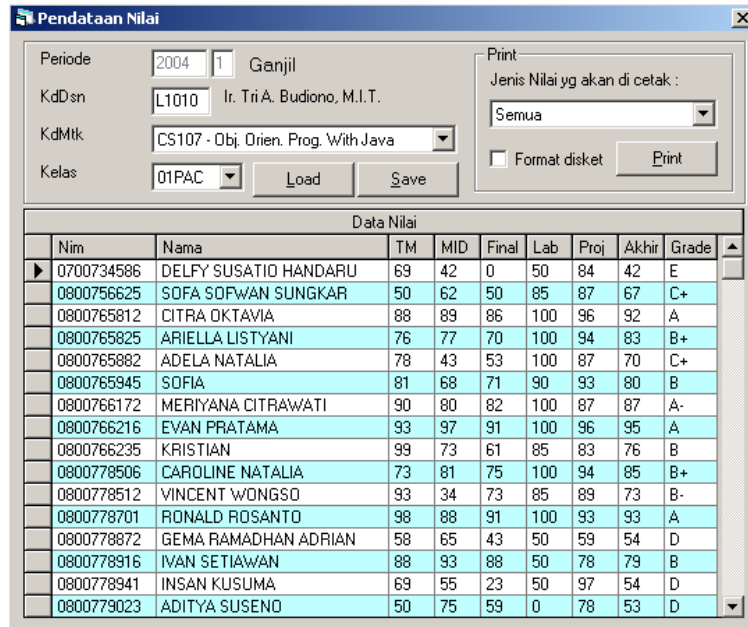 Pendataan Nilai
Periode 2004 1 Ganjil
KdDsn L1010 Ir. Tri A. Budiono, M.I.T.
KdMtk CS107 - Obj. Orien. Prog. With Java
Kelas 01PAC Load Save
Print
Jenis Nilai yg akan di cetak :
Semua
Format disket Print
Data Nilai
Nim Nama TM MID Final Lab Proj Akhir Grade
0700734586 DELFY SUSATIO HANDARU 69 42 0 50 84 42 E
0800756625 SOFA SOFWAN SUNGKAR 50 62 50 85 87 67 C+
0800765812 CITRA OKTAVIA 88 89 86 100 96 92 A
0800765825 ARIELLA LISTYANI 76 77 70 100 94 83 B+
0800765882 ADELA NATALIA 78 43 53 100 87 70 C+
0800765945 SOFIA 81 68 71 90 93 80 B
0800766172 MERIYANA CITRAWATI 90 80 82 100 87 87 A-
0800766216 EVAN PRATAMA 93 97 91 100 96 95 A
0800766235 KRISTIAN 99 73 61 85 83 76 B
0800778506 CAROLINE NATALIA 73 81 75 100 94 85 B+
0800778512 VINCENT WONGSO 93 34 73 85 89 73 B-
0800778701 RONALD ROSANTO 98 88 91 100 93 93 A
0800778872 GEMA RAMADHAN ADRIAN 58 65 43 50 59 54 D
0800778916 IVAN SETIAWAN 88 93 88 50 78 79 B
0800778941 INSAN KUSUMA 69 55 23 50 97 54 D
0800779023 ADITYA SUSENO 50 75 59 0 78 53 D